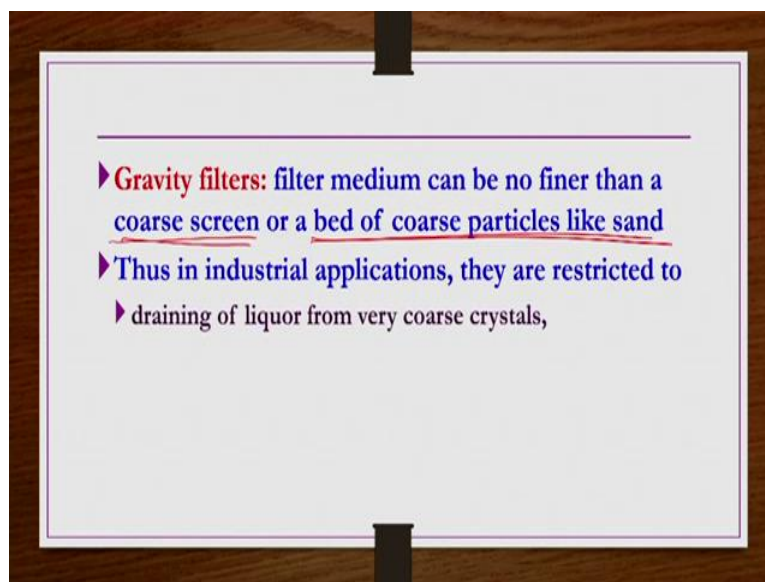 Gravity filters: filter medium can be no finer than a
coarse screen or a bed of coarse particles like sand
Thus in industrial applications, they are restricted to
draining of liquor from very coarse crystals,